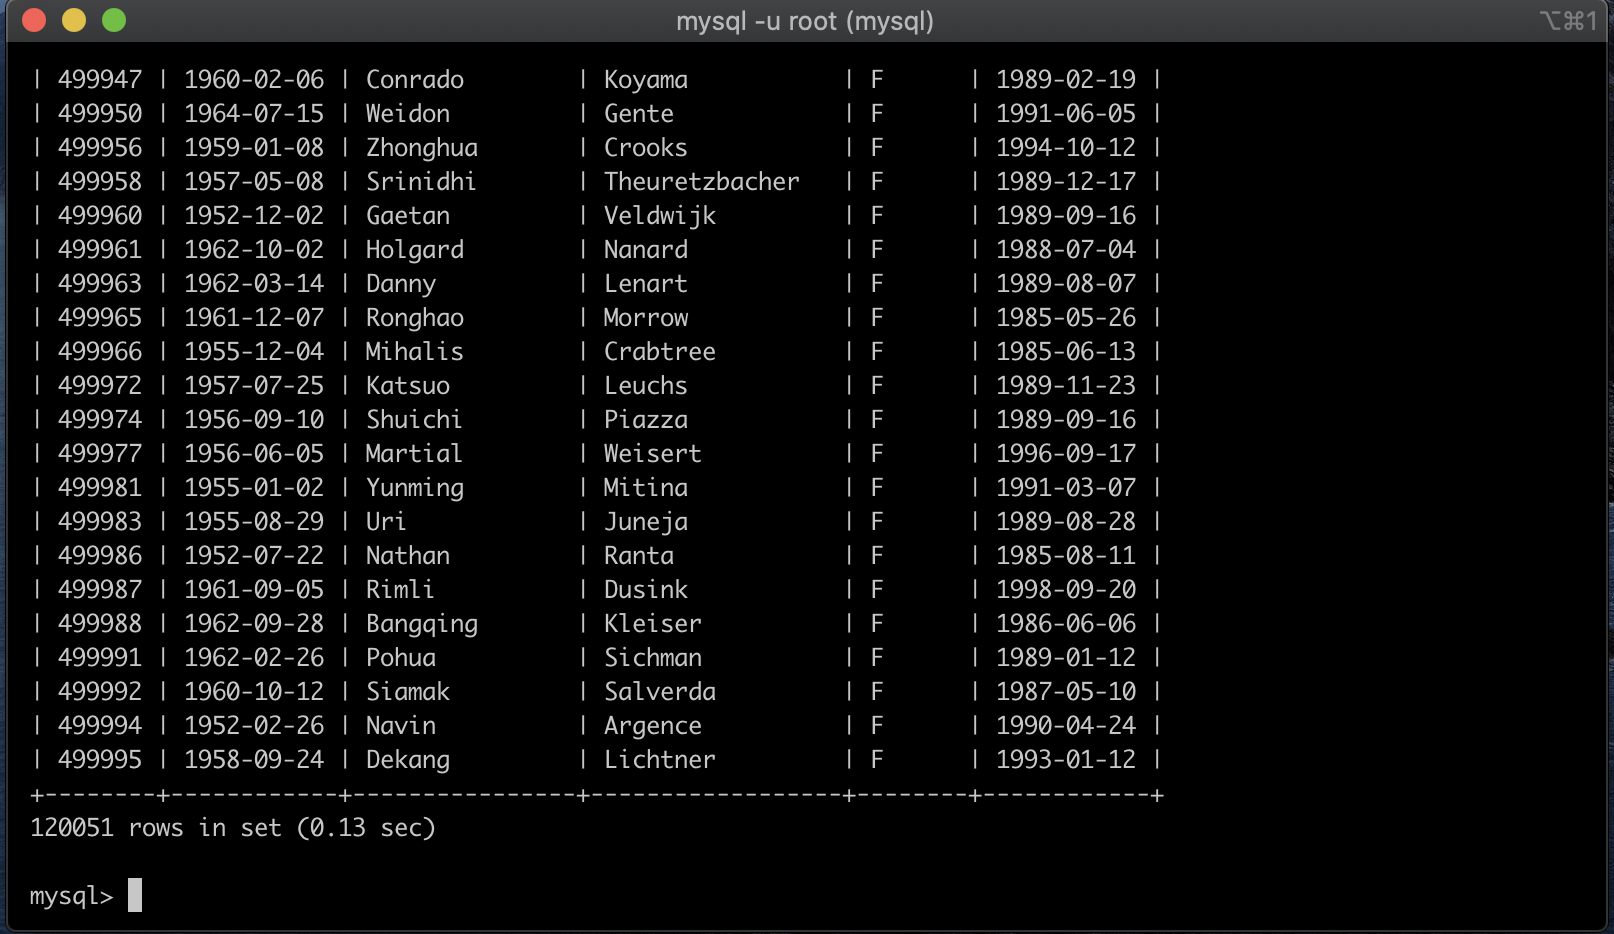 mysql -u root (mysql) ⌥⌘1
| 499947 | 1960-02-06 | Conrado        | Koyama           | F      | 1989-02-19 |
| 499950 | 1964-07-15 | Weidon         | Gente            | F      | 1991-06-05 |
| 499956 | 1959-01-08 | Zhonghua       | Crooks           | F      | 1994-10-12 |
| 499958 | 1957-05-08 | Srinidhi       | Theuretzbacher   | F      | 1989-12-17 |
| 499960 | 1952-12-02 | Gaetan         | Veldwijk         | F      | 1989-09-16 |
| 499961 | 1962-10-02 | Holgard        | Nanard           | F      | 1988-07-04 |
| 499963 | 1962-03-14 | Danny          | Lenart           | F      | 1989-08-07 |
| 499965 | 1961-12-07 | Ronghao        | Morrow           | F      | 1985-05-26 |
| 499966 | 1955-12-04 | Mihalis        | Crabtree         | F      | 1985-06-13 |
| 499972 | 1957-07-25 | Katsuo         | Leuchs           | F      | 1989-11-23 |
| 499974 | 1956-09-10 | Shuichi        | Piazza           | F      | 1989-09-16 |
| 499977 | 1956-06-05 | Martial        | Weisert          | F      | 1996-09-17 |
| 499981 | 1955-01-02 | Yunming        | Mitina           | F      | 1991-03-07 |
| 499983 | 1955-08-29 | Uri            | Juneja           | F      | 1989-08-28 |
| 499986 | 1952-07-22 | Nathan         | Ranta            | F      | 1985-08-11 |
| 499987 | 1961-09-05 | Rimli          | Dusink           | F      | 1998-09-20 |
| 499988 | 1962-09-28 | Bangqing       | Kleiser          | F      | 1986-06-06 |
| 499991 | 1962-02-26 | Pohua          | Sichman          | F      | 1989-01-12 |
| 499992 | 1960-10-12 | Siamak         | Salverda         | F      | 1987-05-10 |
| 499994 | 1952-02-26 | Navin          | Argence          | F      | 1990-04-24 |
| 499995 | 1958-09-24 | Dekang         | Lichtner         | F      | 1993-01-12 |
+--------+------------+----------------+------------------+--------+------------+
120051 rows in set (0.13 sec)
mysql>